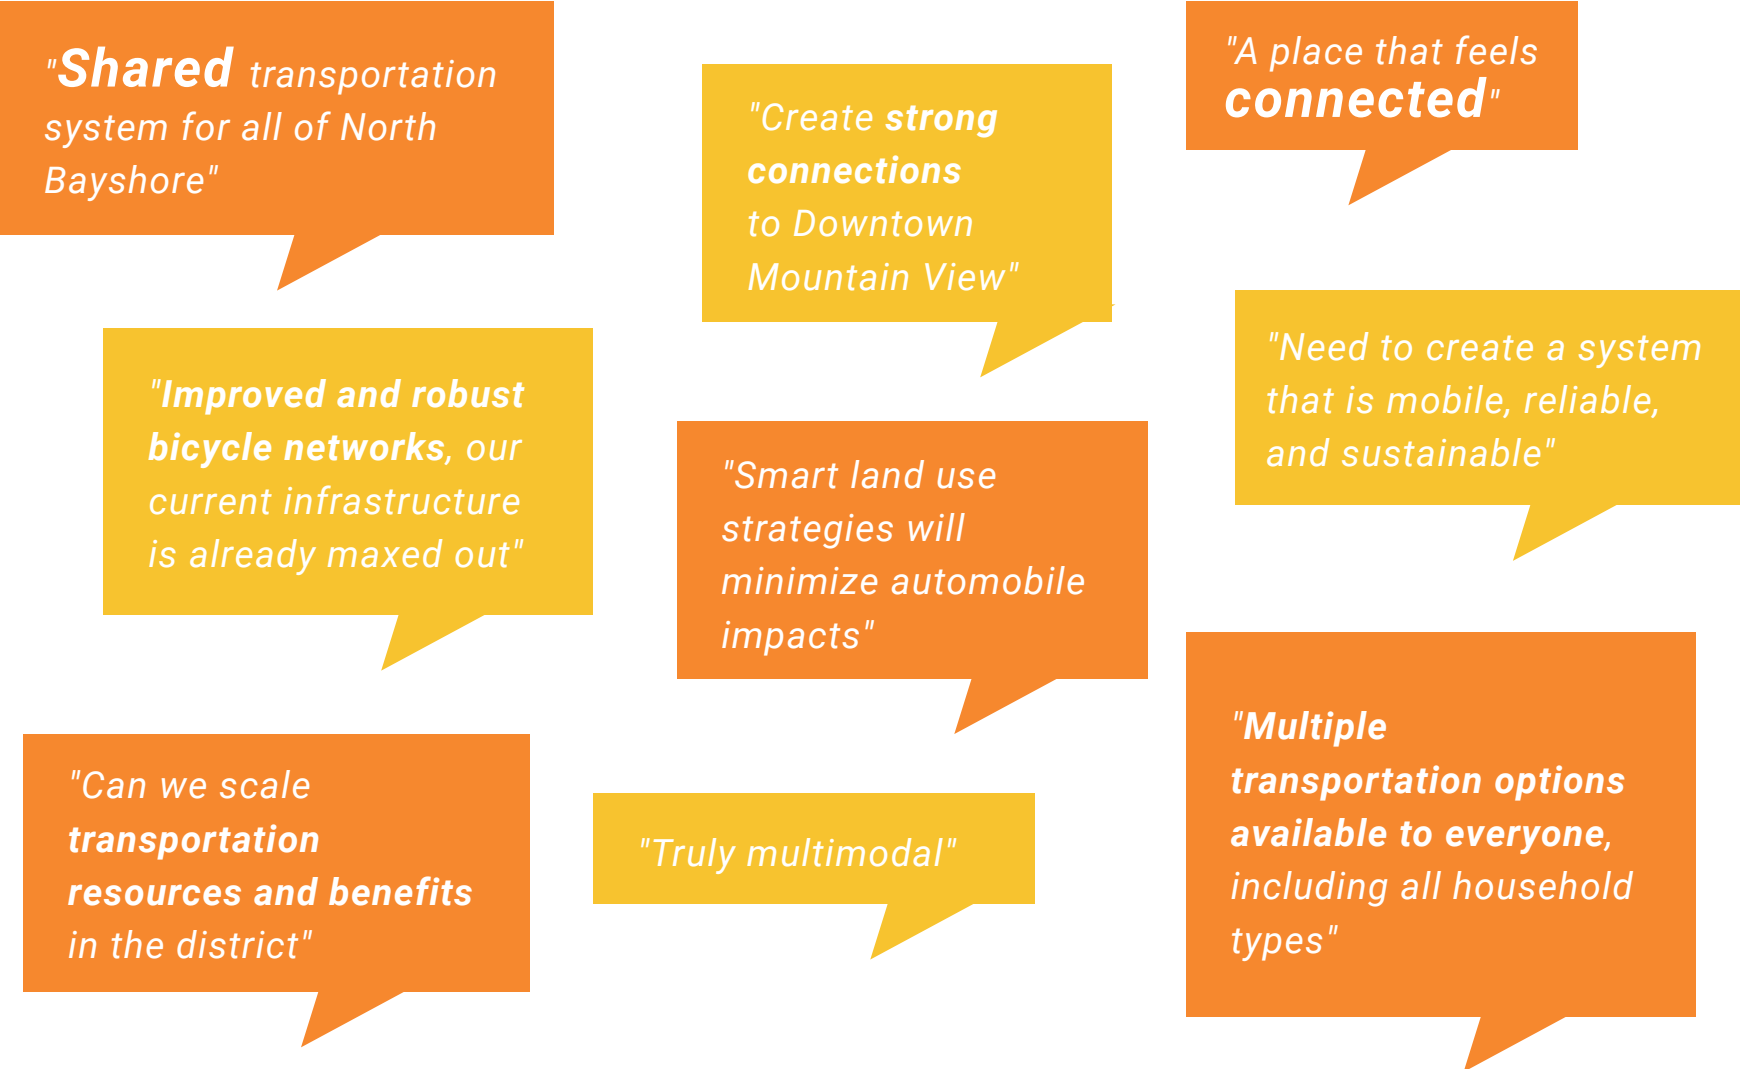 "Shared transportation
system for all of North
Bayshore"
"Create strong
connections
to Downtown
Mountain View"
"A place that feels
connected"
"Improved and robust
bicycle networks, our
current infrastructure
is already maxed out"
"Smart land use
strategies will
minimize automobile
impacts"
"Need to create a system
that is mobile, reliable,
and sustainable"
"Can we scale
transportation
resources and benefits
in the district"
"Truly multimodal"
"Multiple
transportation options
available to everyone,
including all household
types"